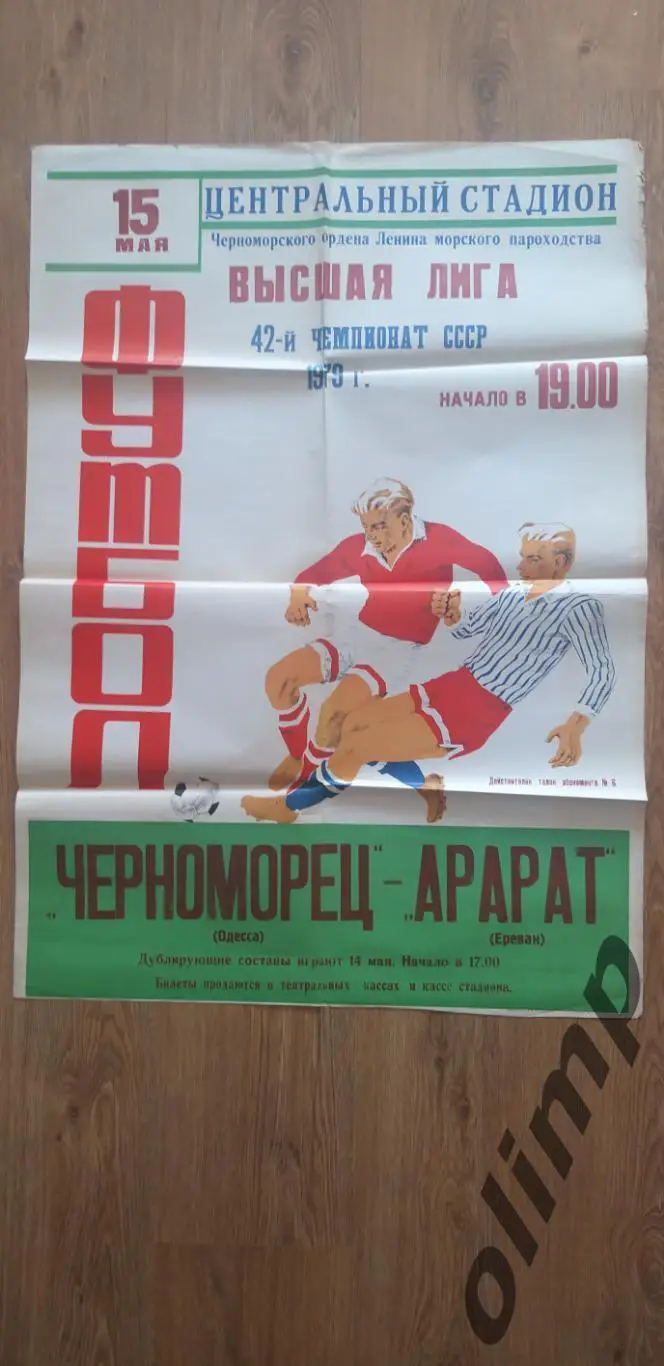 15
МАЯ
ЦЕНТРАЛЬНЫЙ СТАДИОН
Черноморского Ордена Ленина морского пароходства
ВЫСШАЯ ЛИГА
42-й ЧЕМПИОНАТ СССР
1979 г.
НАЧАЛО В 19.00
ФУТБОЛ
Действителен талон абонемента № 6
„ЧЕРНОМОРЕЦ" – „АРАРАТ"
(Одесса) (Ереван)
Дублирующие составы играют 14 мая. Начало в 17.00
Билеты продаются в театральных кассах и кассе стадиона.
olimp